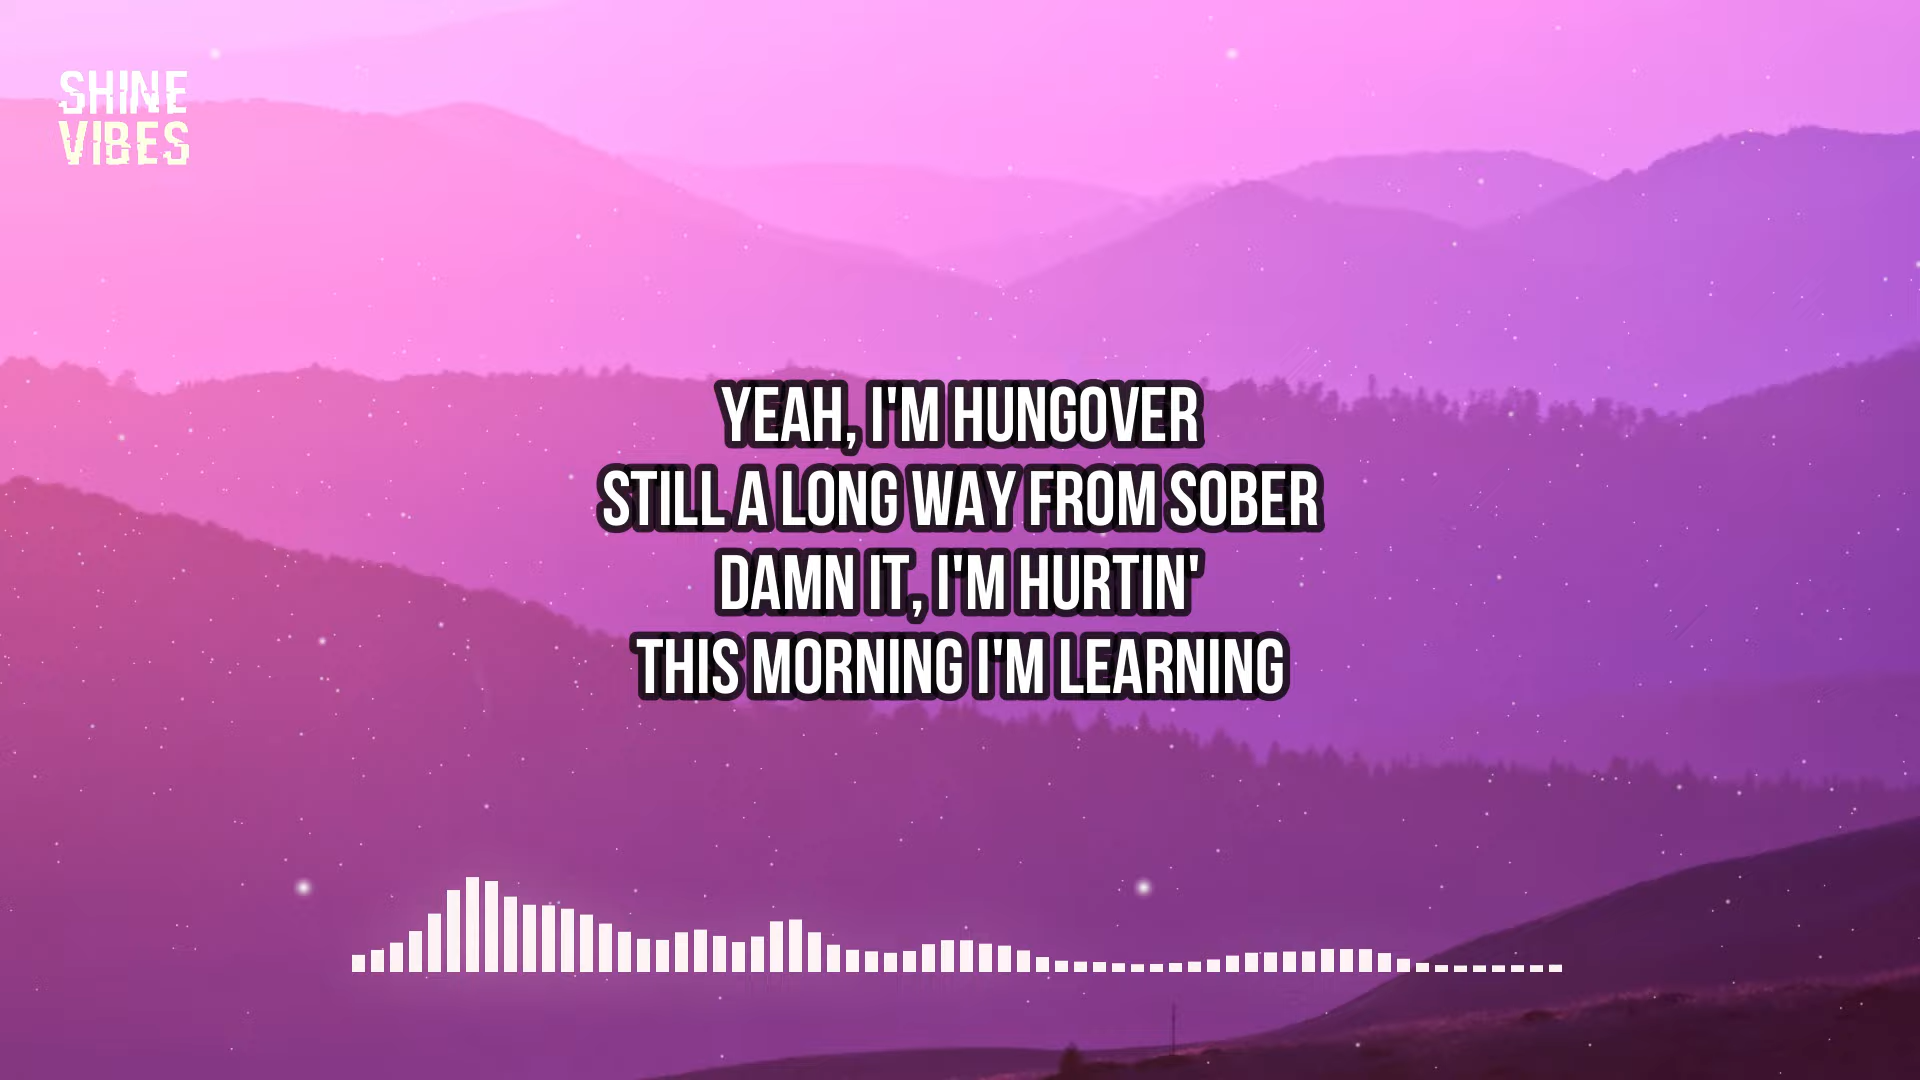 SHINE
VIBES
YEAH, I'M HUNGOVER
STILL A LONG WAY FROM SOBER
DAMN IT, I'M HURTIN'
THIS MORNING I'M LEARNING